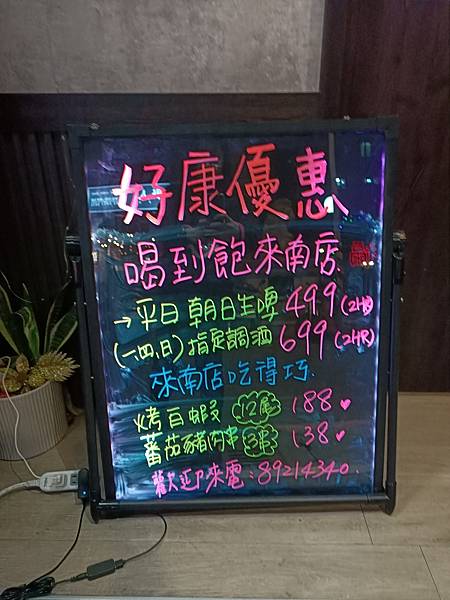 好康優惠
喝到飽來南店
→平日 朝日生啤 499 (2HR)
(一~四、日) 指定調酒 699 (2HR)
來南店吃得巧
烤白蝦 12尾 188 ♥
蕃茄豬肉串 3串 138 ♥
歡迎來電:89214340